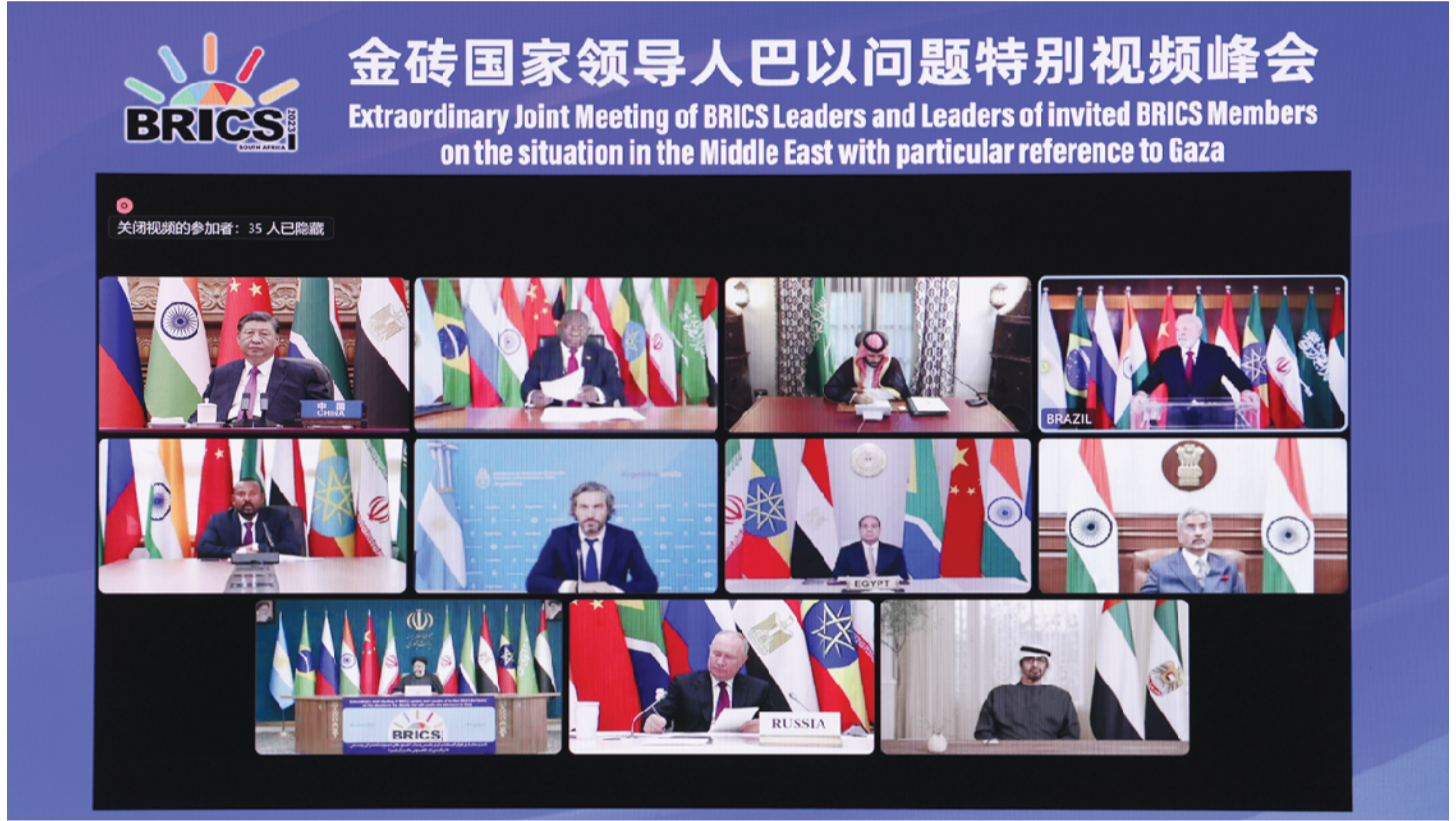 金砖国家领导人巴以问题特别视频峰会
Extraordinary Joint Meeting of BRICS Leaders and Leaders of invited BRICS Members
on the situation in the Middle East with particular reference to Gaza
BRICS
2023
SOUTH AFRICA
关闭视频的参加者：35 人已隐藏
中 国
CHINA
BRAZIL
EGYPT
BRICS
RUSSIA